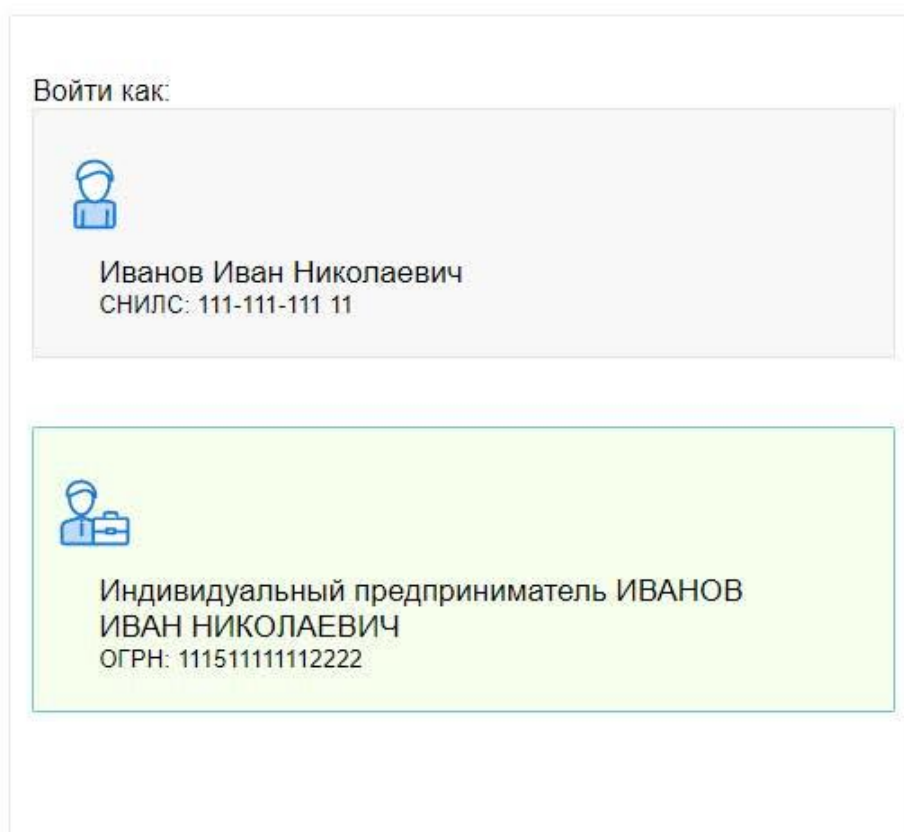 Войти как:
Иванов Иван Николаевич
СНИЛС: 111-111-111 11
Индивидуальный предприниматель ИВАНОВ
ИВАН НИКОЛАЕВИЧ
ОГРН: 111511111112222